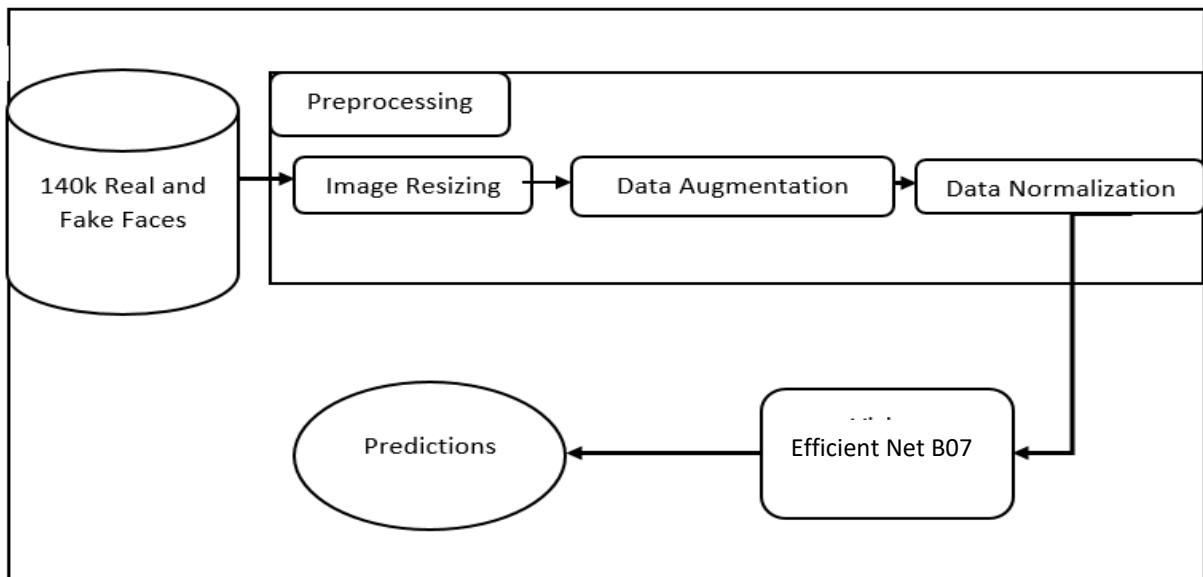 Preprocessing
140k Real and
Fake Faces
Image Resizing
Data Augmentation
Data Normalization
Predictions
Efficient Net B07